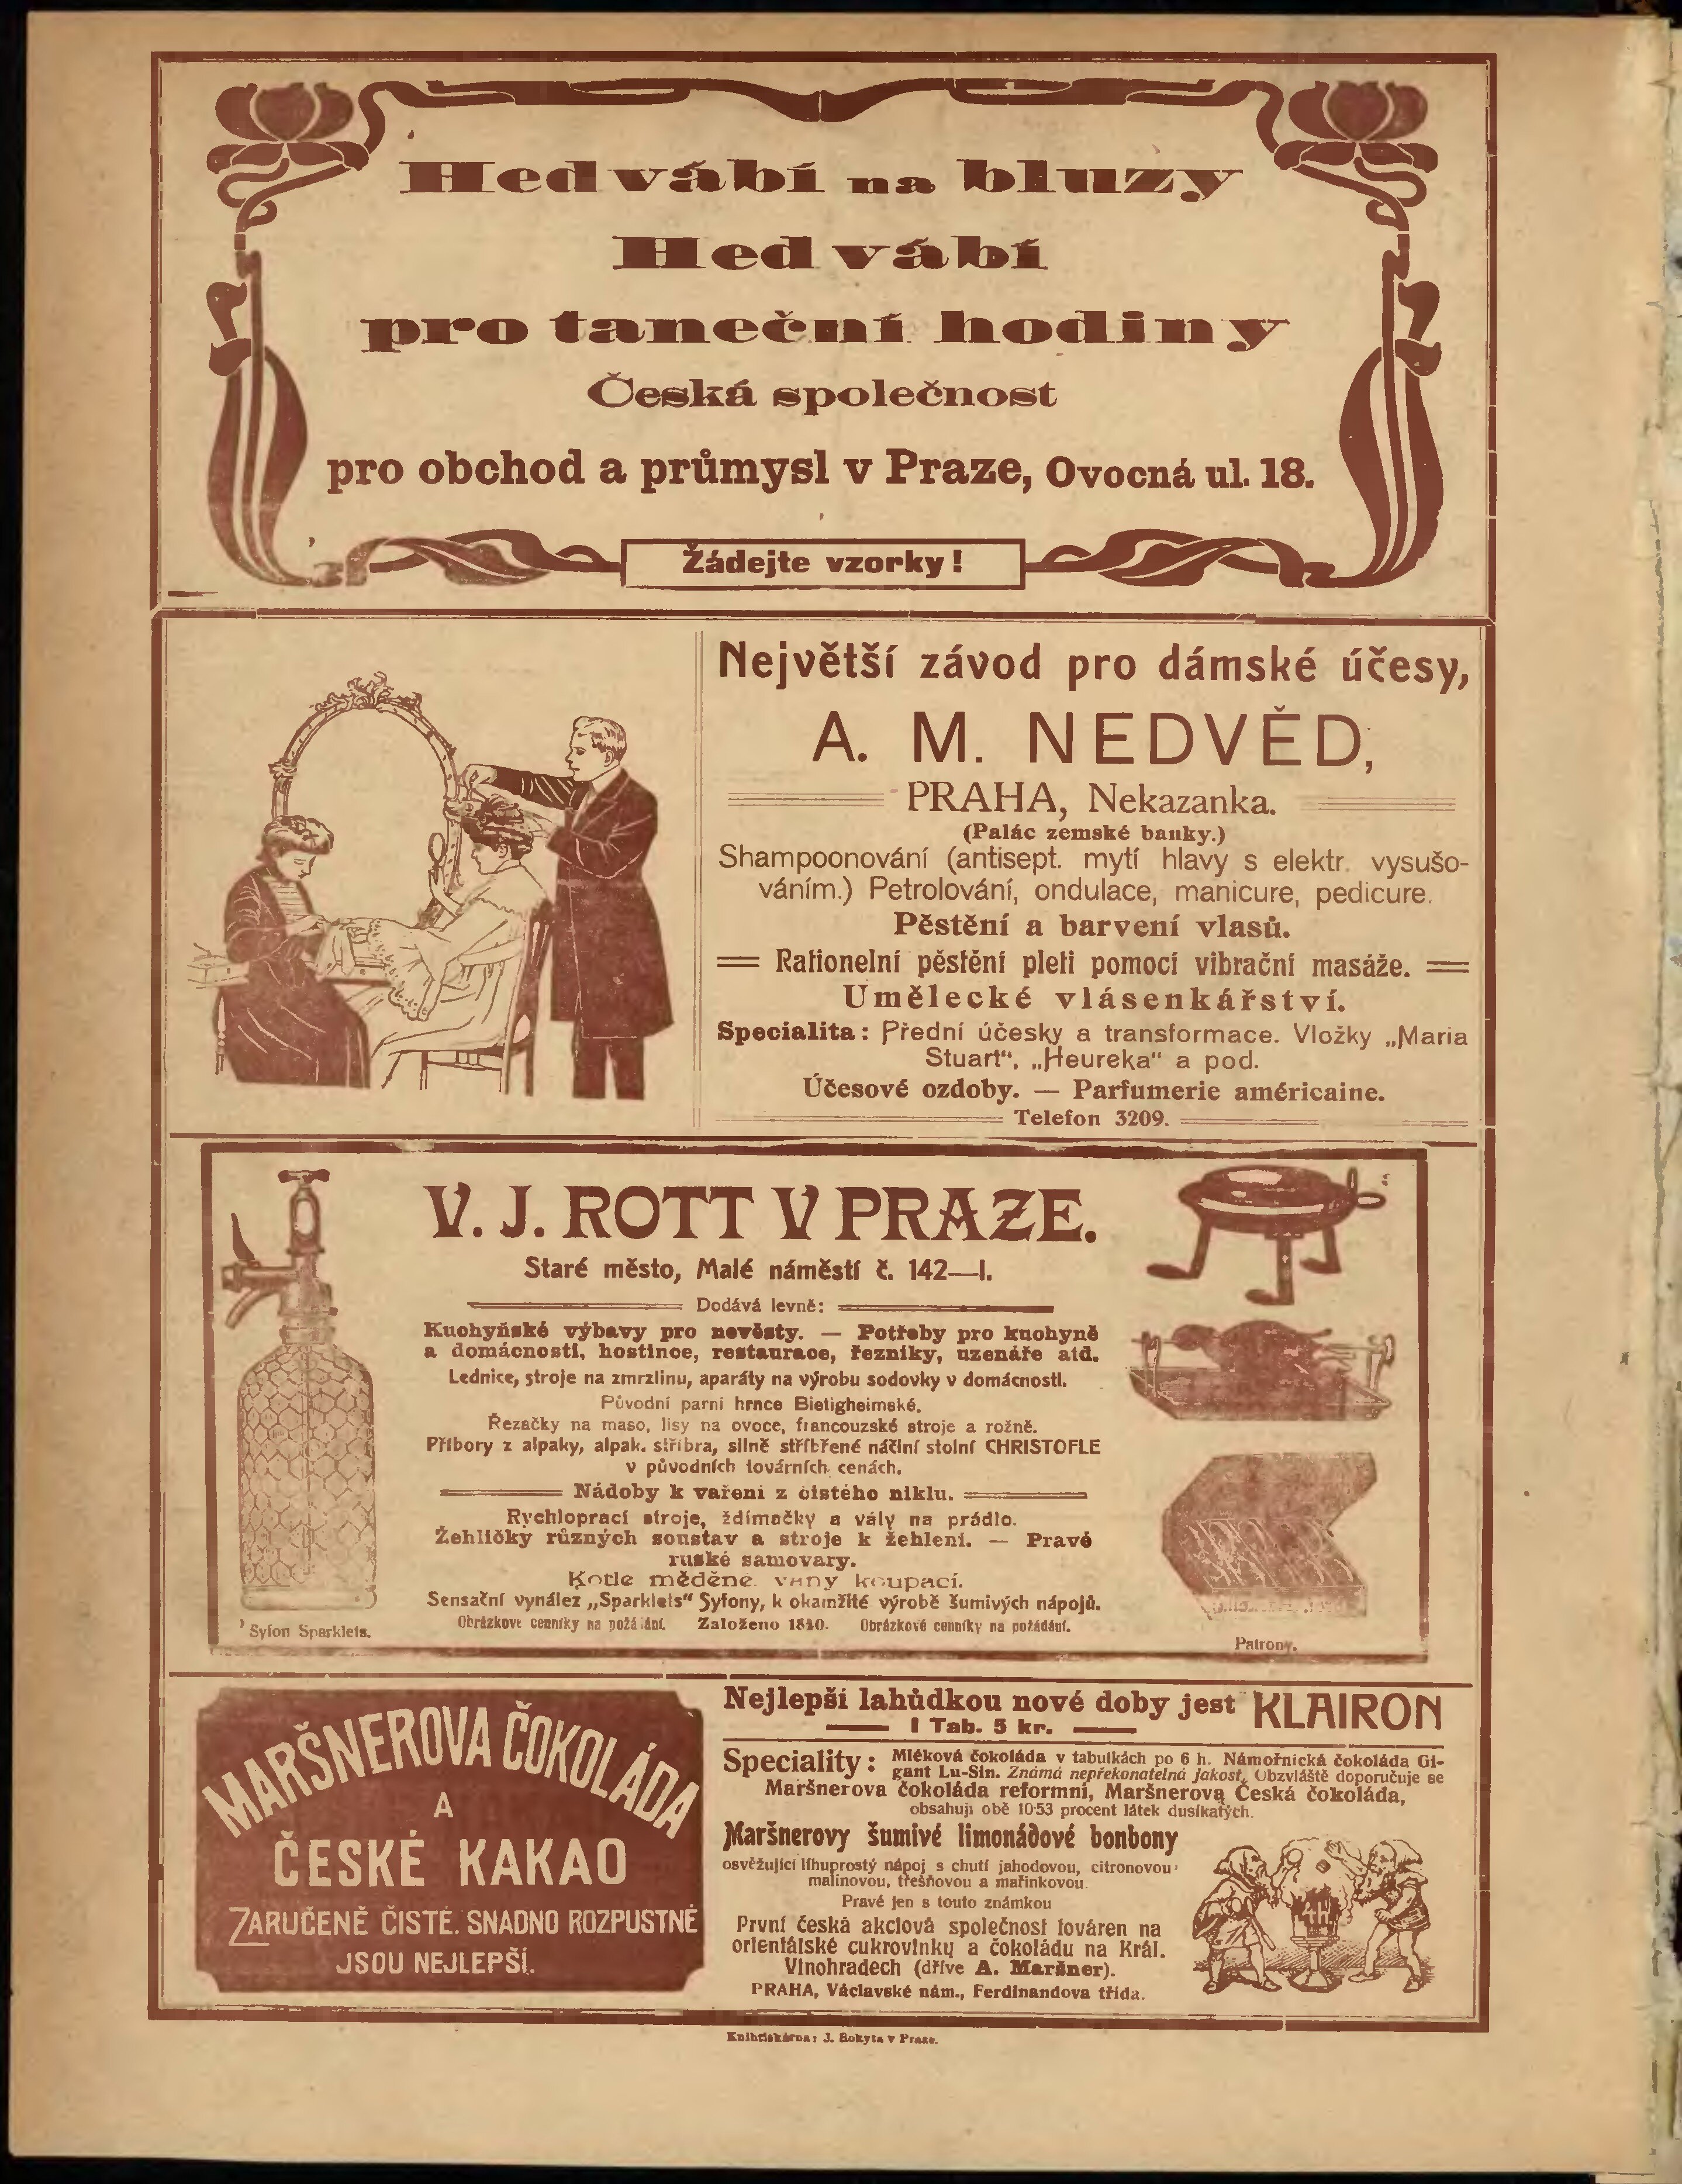 Hedvábí na bluzy
Hedvábí
pro taneční hodiny
Česká společnost
pro obchod a průmysl v Praze, Ovocná ul. 18.
Žádejte vzorky!
Největší závod pro dámské účesy,
A. M. NEDVĚD,
PRAHA, Nekazanka.
(Palác zemské banky.)
Shampoonování (antisept. mytí hlavy s elektr. vysušo-
váním.) Petrolování, ondulace, manicure, pedicure.
Pěstění a barvení vlasů.
Rationelní pěstění pleti pomocí vibrační masáže.
Umělecké vlásenkářství.
Specialita: Přední účesky a transformace. Vložky „Maria
Stuart“, „Heureka“ a pod.
Účesové ozdoby. — Parfumerie américaine.
Telefon 3209.
V. J. ROTT V PRAZE.
Staré město, Malé náměstí č. 142—I.
Dodává levně:
Kuchyňské výbavy pro nevěsty. — Potřeby pro kuchyně
a domácnosti, hostince, restaurace, řezníky, uzenáře atd.
Lednice, stroje na zmrzlinu, aparáty na výrobu sodovky v domácnosti.
Původní parní hrnce Bietigheimské.
Řezačky na maso, lisy na ovoce, francouzské stroje a rožně.
Příbory z alpaky, alpak. stříbra, silně stříbřené náčiní stolní CHRISTOFLE
v původních továrních cenách.
Nádoby k vaření z čistého niklu.
Rychloprací stroje, ždímačky a vály na prádlo.
Žehličky různých soustav a stroje k žehlení. — Pravé
ruské samovary.
Kotle měděné, vany koupací.
Sensační vynález „Sparklets“ Syfony, k okamžité výrobě šumivých nápojů.
Obrázkové cenníky na požádání. Založeno 1840. Obrázkové cenníky na požádání.
Syfon Sparklets.
Patrony.
MARŠNEROVA ČOKOLÁDA
A
ČESKÉ KAKAO
ZARUČENĚ ČISTÉ. SNADNO ROZPUSTNÉ
JSOU NEJLEPŠÍ.
Nejlepší lahůdkou nové doby jest KLAIRON
1 Tab. 5 kr.
Speciality: Mléková čokoláda v tabulkách po 6 h. Námořnická čokoláda Gi-
gant Lu-Sin. Známá nepřekonatelná jakost. Obzvláště doporučuje se
Maršnerova čokoláda reformní, Maršnerova Česká čokoláda,
obsahují obě 10·53 procent látek dusíkatých.
Maršnerovy šumivé limonádové bonbony
osvěžující líhuprostý nápoj s chutí jahodovou, citronovou,
malinovou, třešňovou a mařinkovou.
Pravé jen s touto známkou
První česká akciová společnost továren na
orientálské cukrovinky a čokoládu na Král.
Vinohradech (dříve A. Maršner).
PRAHA, Václavské nám., Ferdinandova třída.
4H
Knihtiskárna: J. Rokyta v Praze.